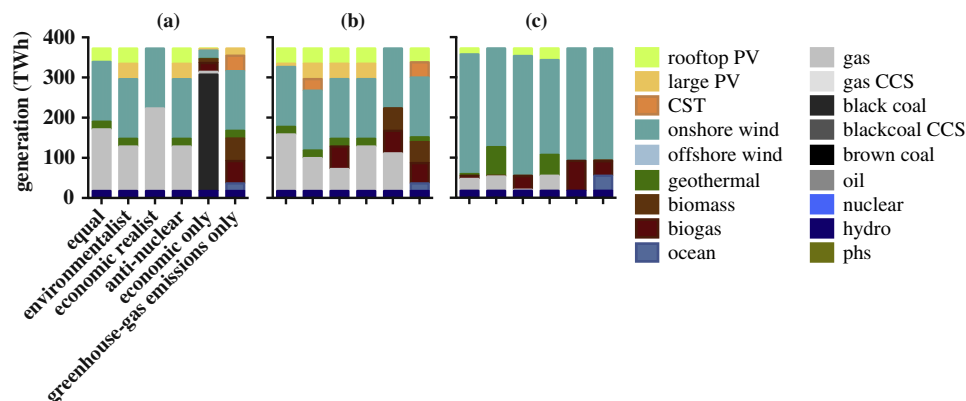 (a) (b) (c)
generation (TWh)
400
300
200
100
0
equal
environmentalist
economic realist
anti-nuclear
economic only
greenhouse-gas emissions only
rooftop PV
large PV
CST
onshore wind
offshore wind
geothermal
biomass
biogas
ocean
gas
gas CCS
black coal
blackcoal CCS
brown coal
oil
nuclear
hydro
phs